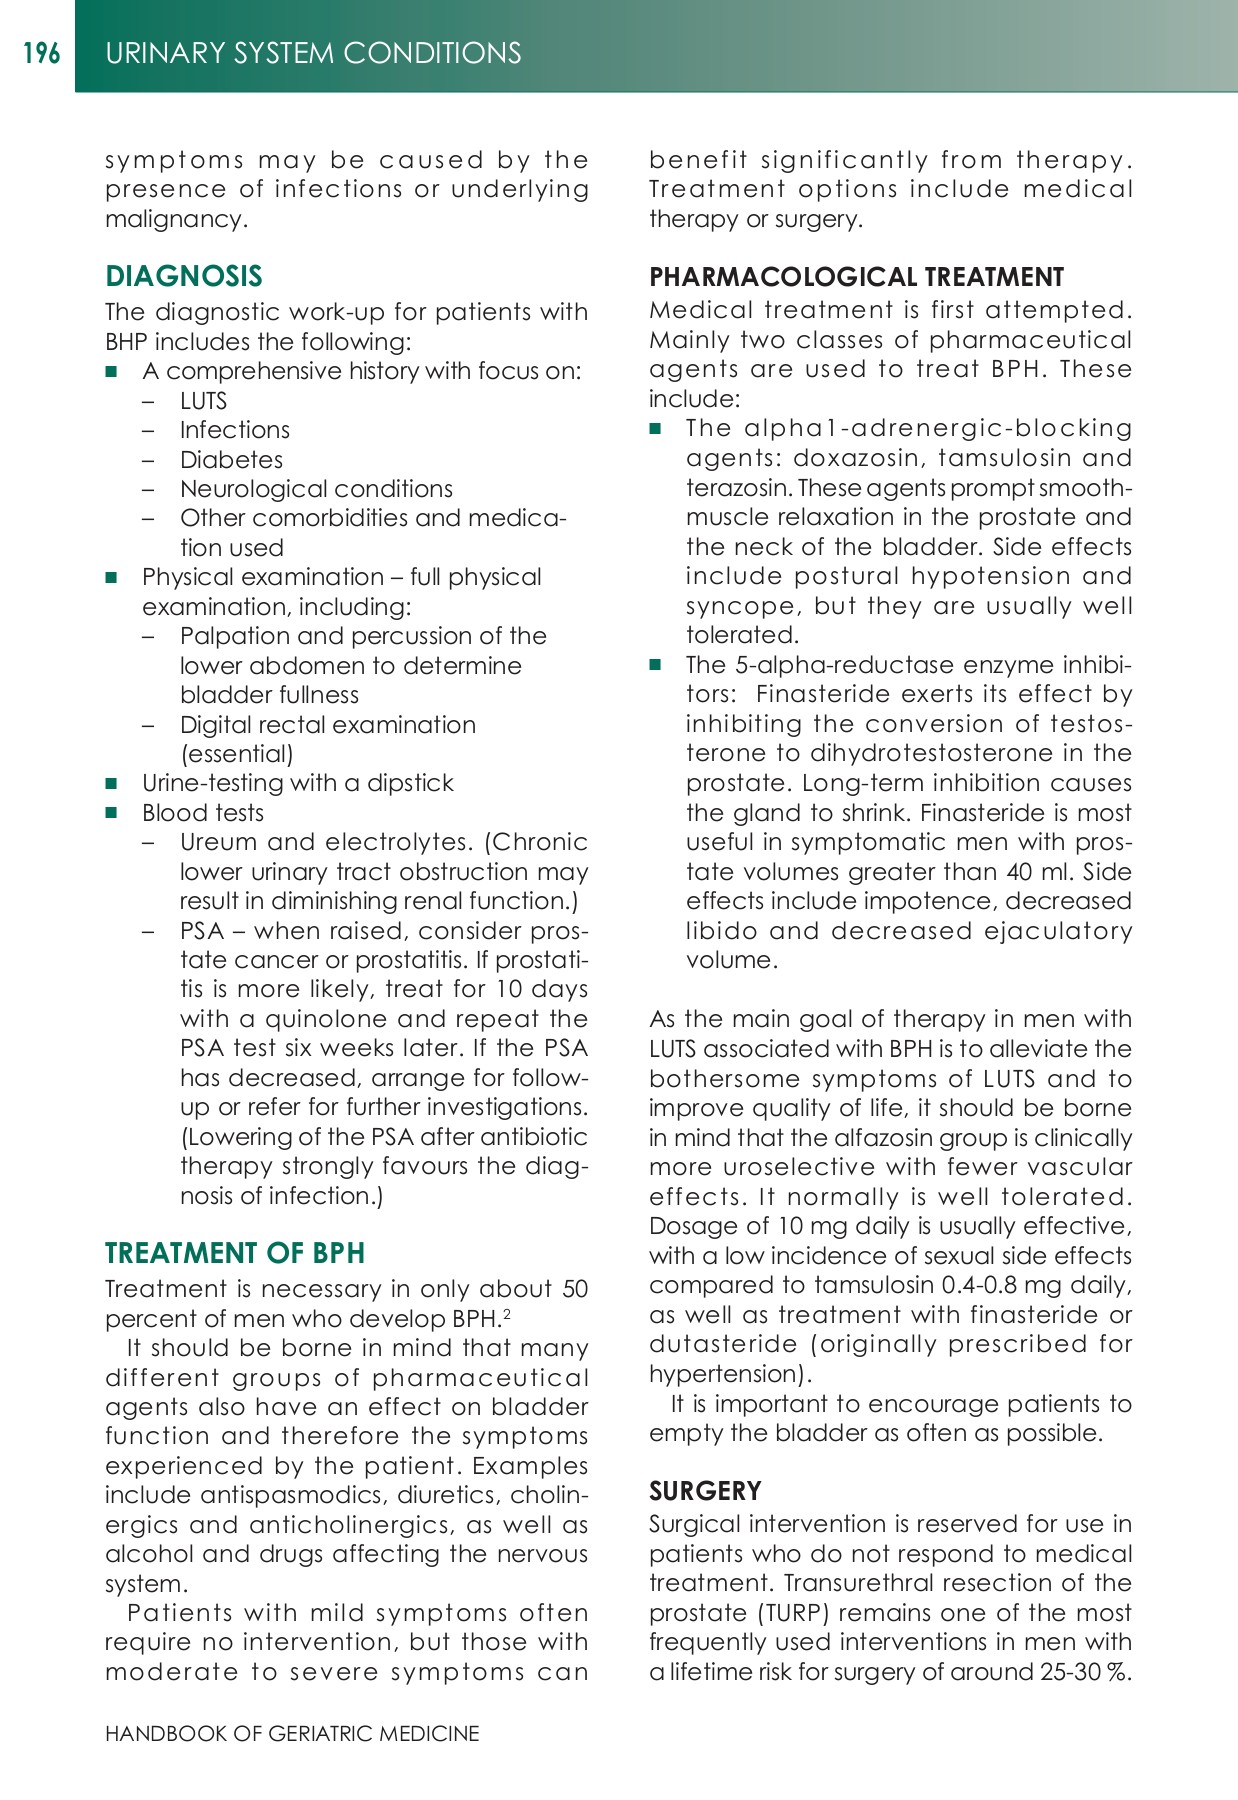 196
URINARY SYSTEM CONDITIONS
symptoms may be caused by the
presence of infections or underlying
malignancy.
DIAGNOSIS
The diagnostic work-up for patients with
BHP includes the following:
■ A comprehensive history with focus on:
– LUTS
– Infections
– Diabetes
– Neurological conditions
– Other comorbidities and medica-
tion used
■ Physical examination – full physical
examination, including:
– Palpation and percussion of the
lower abdomen to determine
bladder fullness
– Digital rectal examination
(essential)
■ Urine-testing with a dipstick
■ Blood tests
– Ureum and electrolytes. (Chronic
lower urinary tract obstruction may
result in diminishing renal function.)
– PSA – when raised, consider pros-
tate cancer or prostatitis. If prostati-
tis is more likely, treat for 10 days
with a quinolone and repeat the
PSA test six weeks later. If the PSA
has decreased, arrange for follow-
up or refer for further investigations.
(Lowering of the PSA after antibiotic
therapy strongly favours the diag-
nosis of infection.)
TREATMENT OF BPH
Treatment is necessary in only about 50
percent of men who develop BPH.²
It should be borne in mind that many
different groups of pharmaceutical
agents also have an effect on bladder
function and therefore the symptoms
experienced by the patient. Examples
include antispasmodics, diuretics, cholin-
ergics and anticholinergics, as well as
alcohol and drugs affecting the nervous
system.
Patients with mild symptoms often
require no intervention, but those with
moderate to severe symptoms can
benefit significantly from therapy.
Treatment options include medical
therapy or surgery.
PHARMACOLOGICAL TREATMENT
Medical treatment is first attempted.
Mainly two classes of pharmaceutical
agents are used to treat BPH. These
include:
■ The alpha1-adrenergic-blocking
agents: doxazosin, tamsulosin and
terazosin. These agents prompt smooth-
muscle relaxation in the prostate and
the neck of the bladder. Side effects
include postural hypotension and
syncope, but they are usually well
tolerated.
■ The 5-alpha-reductase enzyme inhibi-
tors: Finasteride exerts its effect by
inhibiting the conversion of testos-
terone to dihydrotestosterone in the
prostate. Long-term inhibition causes
the gland to shrink. Finasteride is most
useful in symptomatic men with pros-
tate volumes greater than 40 ml. Side
effects include impotence, decreased
libido and decreased ejaculatory
volume.
As the main goal of therapy in men with
LUTS associated with BPH is to alleviate the
bothersome symptoms of LUTS and to
improve quality of life, it should be borne
in mind that the alfazosin group is clinically
more uroselective with fewer vascular
effects. It normally is well tolerated.
Dosage of 10 mg daily is usually effective,
with a low incidence of sexual side effects
compared to tamsulosin 0.4-0.8 mg daily,
as well as treatment with finasteride or
dutasteride (originally prescribed for
hypertension).
It is important to encourage patients to
empty the bladder as often as possible.
SURGERY
Surgical intervention is reserved for use in
patients who do not respond to medical
treatment. Transurethral resection of the
prostate (TURP) remains one of the most
frequently used interventions in men with
a lifetime risk for surgery of around 25-30 %.
HANDBOOK OF GERIATRIC MEDICINE